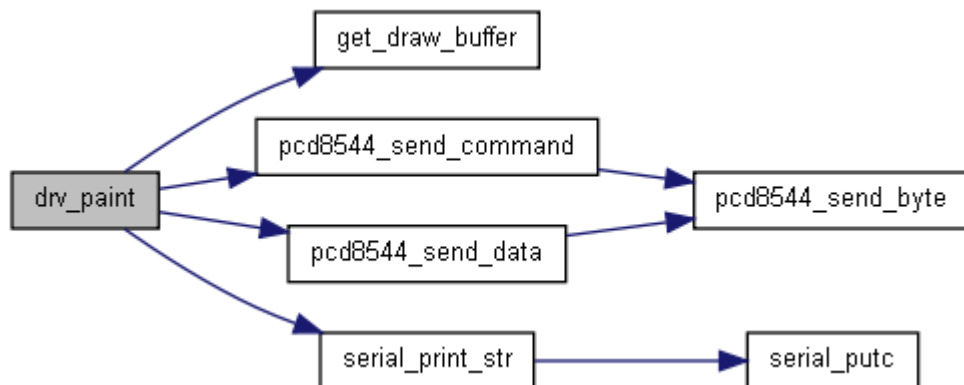 get_draw_buffer
pcd8544_send_command
drv_paint
pcd8544_send_byte
pcd8544_send_data
serial_print_str
serial_putc